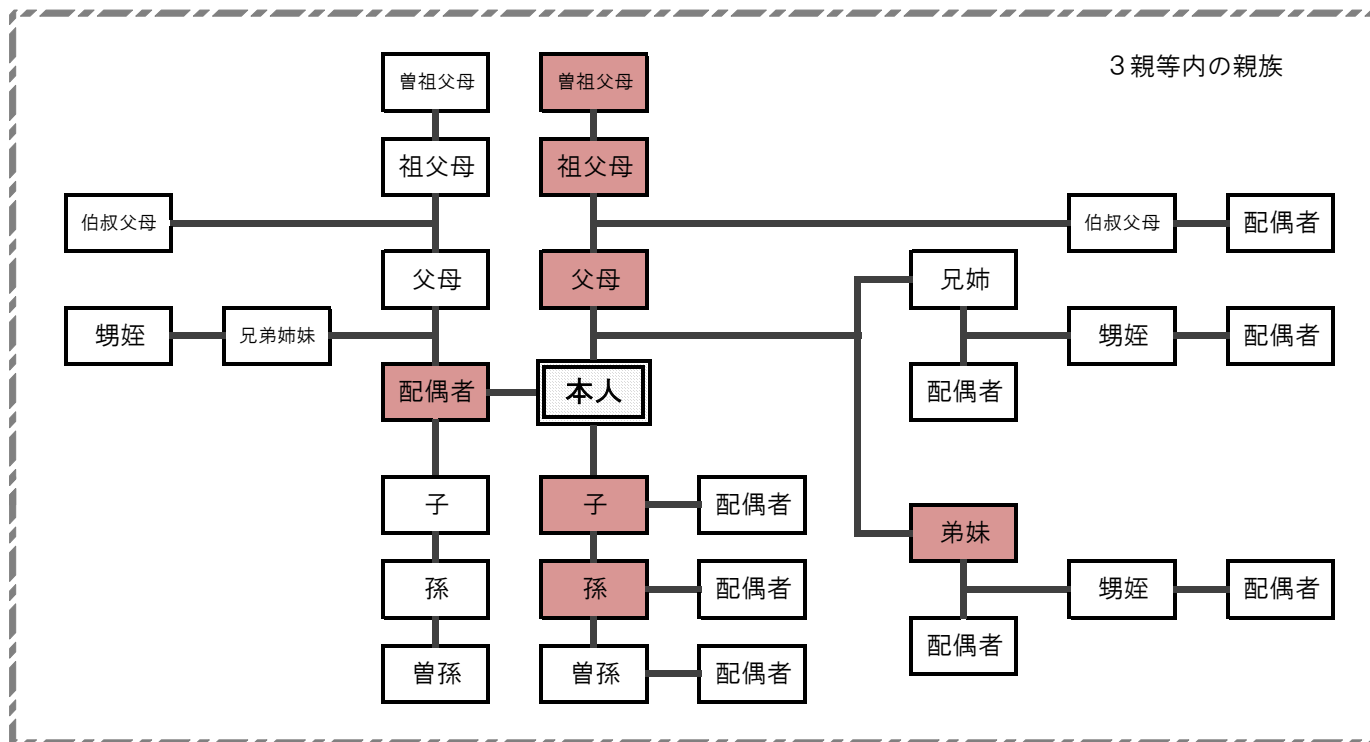 ３親等内の親族
曽祖父母
曽祖父母
祖父母
祖父母
伯叔父母
伯叔父母
配偶者
父母
父母
兄姉
甥姪
兄弟姉妹
甥姪
配偶者
配偶者
本人
配偶者
子
子
配偶者
弟妹
孫
孫
配偶者
甥姪
配偶者
配偶者
曽孫
曽孫
配偶者